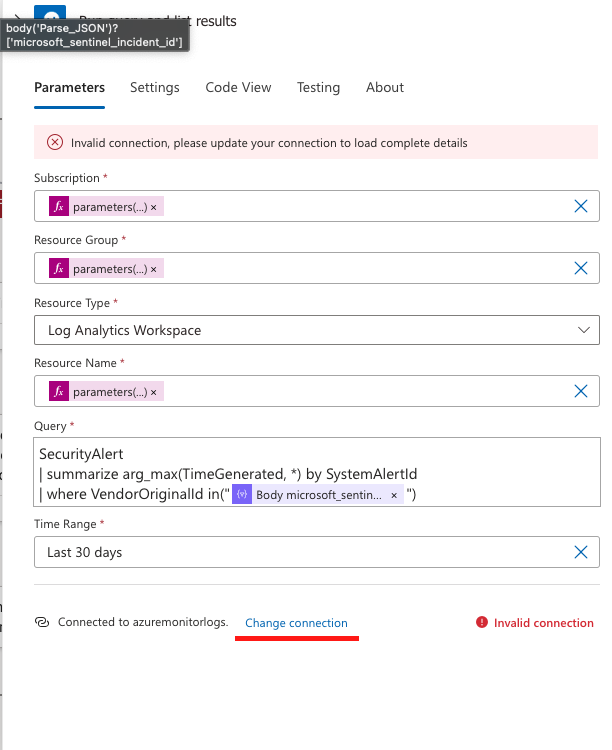 body('Parse_JSON')?
['microsoft_sentinel_incident_id']
Run query and list results
Parameters Settings Code View Testing About
Invalid connection, please update your connection to load complete details
Subscription *
fx parameters(...) ×
Resource Group *
fx parameters(...) ×
Resource Type *
Log Analytics Workspace
Resource Name *
fx parameters(...) ×
Query *
SecurityAlert
| summarize arg_max(TimeGenerated, *) by SystemAlertId
| where VendorOriginalId in(" {v} Body microsoft_sentin... × ")
Time Range *
Last 30 days
Connected to azuremonitorlogs. Change connection Invalid connection